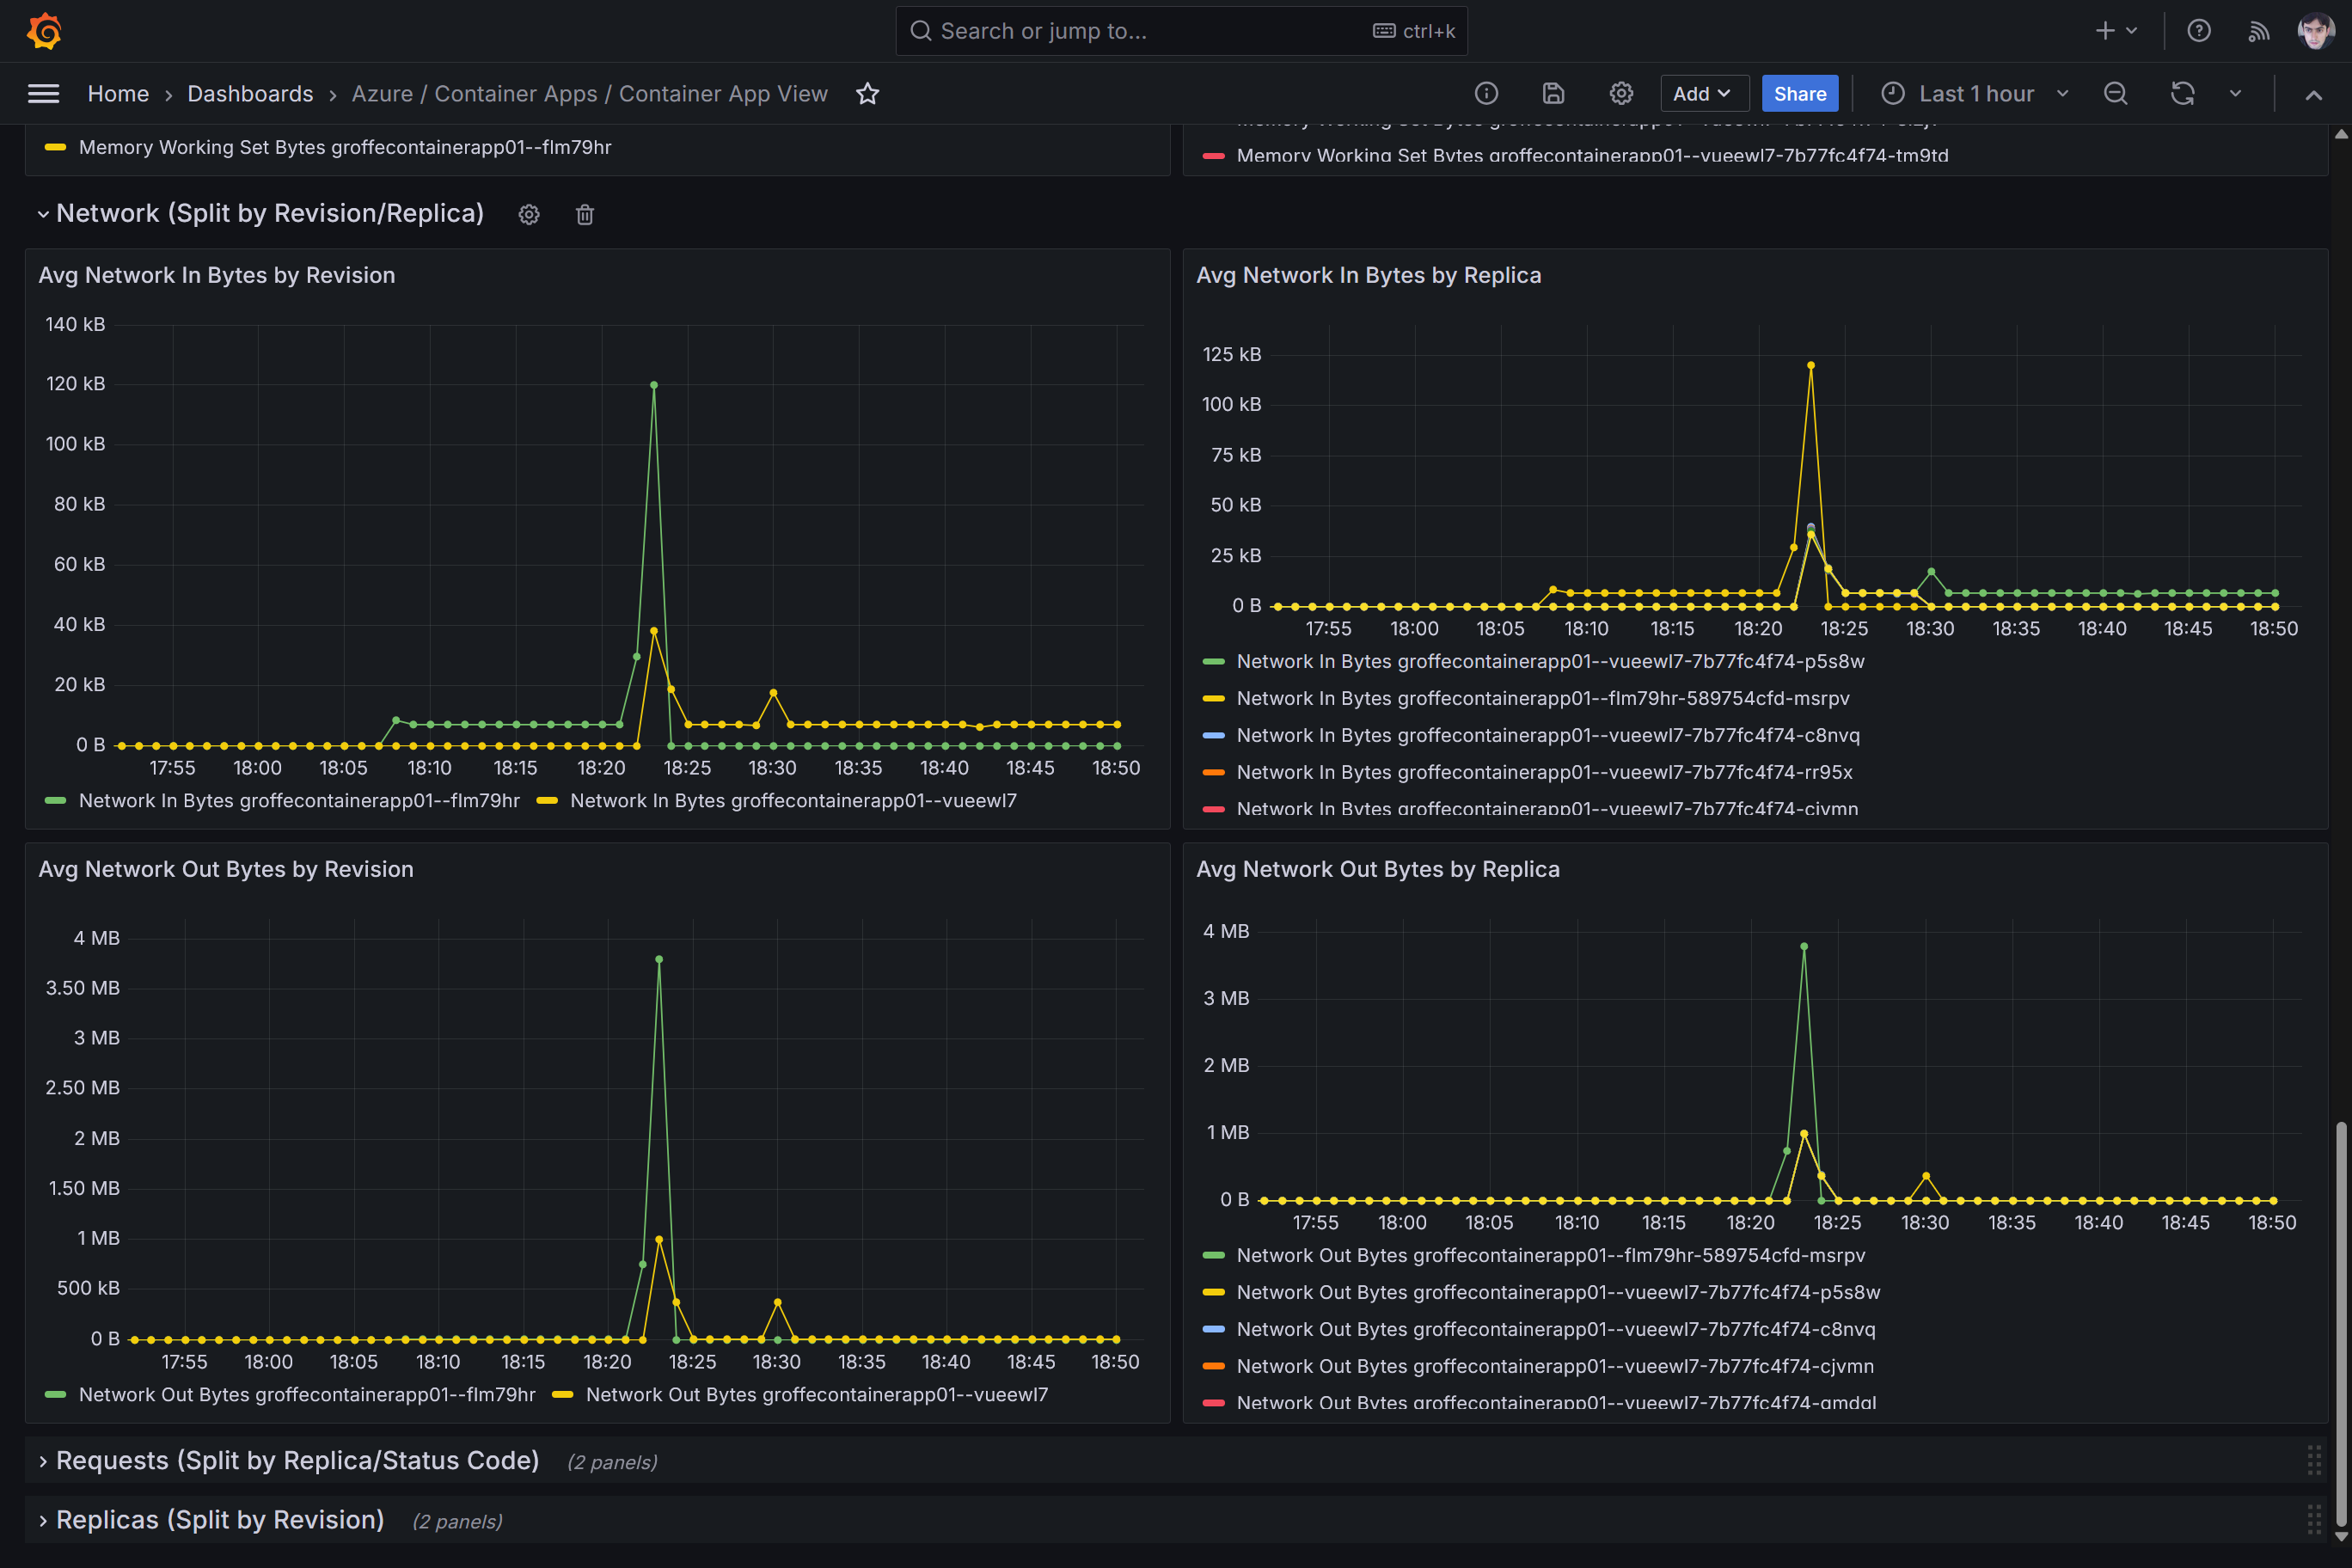 Search or jump to...
ctrl+k
Home › Dashboards › Azure / Container Apps / Container App View
Add
Share
Last 1 hour
Memory Working Set Bytes groffecontainerapp01--flm79hr
Memory Working Set Bytes groffecontainerapp01--vueewl7-7b77fc4f74-tm9td
Network (Split by Revision/Replica)
Avg Network In Bytes by Revision
140 kB
120 kB
100 kB
80 kB
60 kB
40 kB
20 kB
0 B
17:55 18:00 18:05 18:10 18:15 18:20 18:25 18:30 18:35 18:40 18:45 18:50
Network In Bytes groffecontainerapp01--flm79hr Network In Bytes groffecontainerapp01--vueewl7
Avg Network In Bytes by Replica
125 kB
100 kB
75 kB
50 kB
25 kB
0 B
17:55 18:00 18:05 18:10 18:15 18:20 18:25 18:30 18:35 18:40 18:45 18:50
Network In Bytes groffecontainerapp01--vueewl7-7b77fc4f74-p5s8w
Network In Bytes groffecontainerapp01--flm79hr-589754cfd-msrpv
Network In Bytes groffecontainerapp01--vueewl7-7b77fc4f74-c8nvq
Network In Bytes groffecontainerapp01--vueewl7-7b77fc4f74-rr95x
Network In Bytes groffecontainerapp01--vueewl7-7b77fc4f74-cjvmn
Avg Network Out Bytes by Revision
4 MB
3.50 MB
3 MB
2.50 MB
2 MB
1.50 MB
1 MB
500 kB
0 B
17:55 18:00 18:05 18:10 18:15 18:20 18:25 18:30 18:35 18:40 18:45 18:50
Network Out Bytes groffecontainerapp01--flm79hr Network Out Bytes groffecontainerapp01--vueewl7
Avg Network Out Bytes by Replica
4 MB
3 MB
2 MB
1 MB
0 B
17:55 18:00 18:05 18:10 18:15 18:20 18:25 18:30 18:35 18:40 18:45 18:50
Network Out Bytes groffecontainerapp01--flm79hr-589754cfd-msrpv
Network Out Bytes groffecontainerapp01--vueewl7-7b77fc4f74-p5s8w
Network Out Bytes groffecontainerapp01--vueewl7-7b77fc4f74-c8nvq
Network Out Bytes groffecontainerapp01--vueewl7-7b77fc4f74-cjvmn
Network Out Bytes
Requests (Split by Replica/Status Code) (2 panels)
Replicas (Split by Revision) (2 panels)